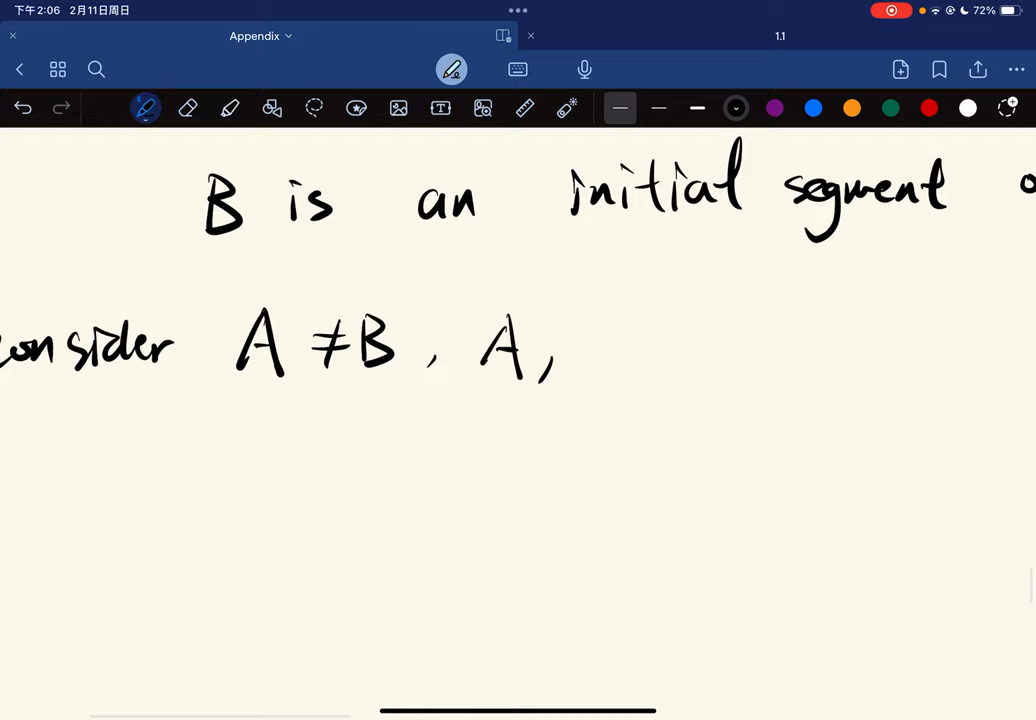 下午2:06 2月11日周日
72%
Appendix
1.1
B is an initial segment
consider A ≠ B , A ,